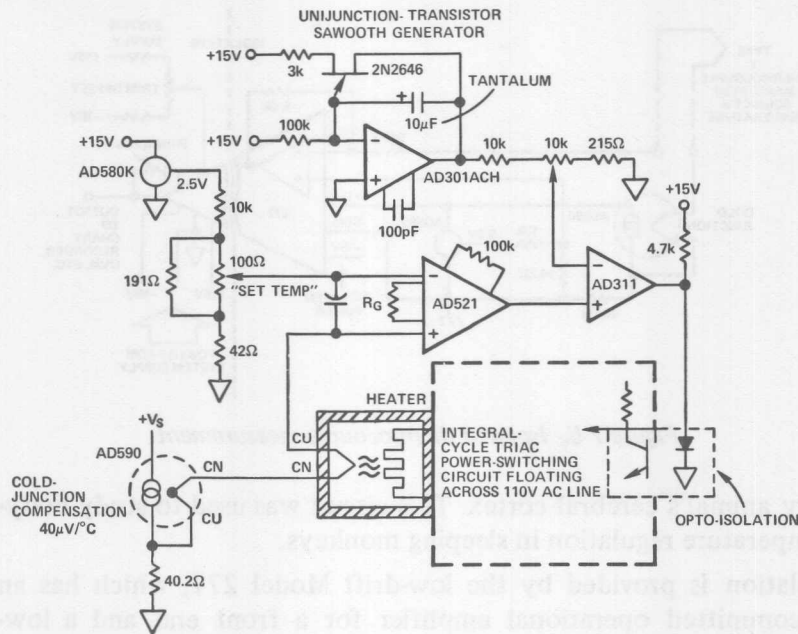 UNIJUNCTION-TRANSISTOR
SAWOOTH GENERATOR
+15V
3k
2N2646
TANTALUM
+
10μF
+15V
100k
−
+
AD301ACH
100pF
10k
10k
215Ω
+15V
AD580K
2.5V
10k
191Ω
100Ω
"SET TEMP"
42Ω
100k
−
RG
AD521
+
+15V
4.7k
−
AD311
+
HEATER
CU
CN
CN
INTEGRAL-
CYCLE TRIAC
POWER-SWITCHING
CIRCUIT FLOATING
ACROSS 110V AC LINE
OPTO-ISOLATION
+VS
AD590
COLD-
JUNCTION
COMPENSATION
40μV/°C
CU
40.2Ω